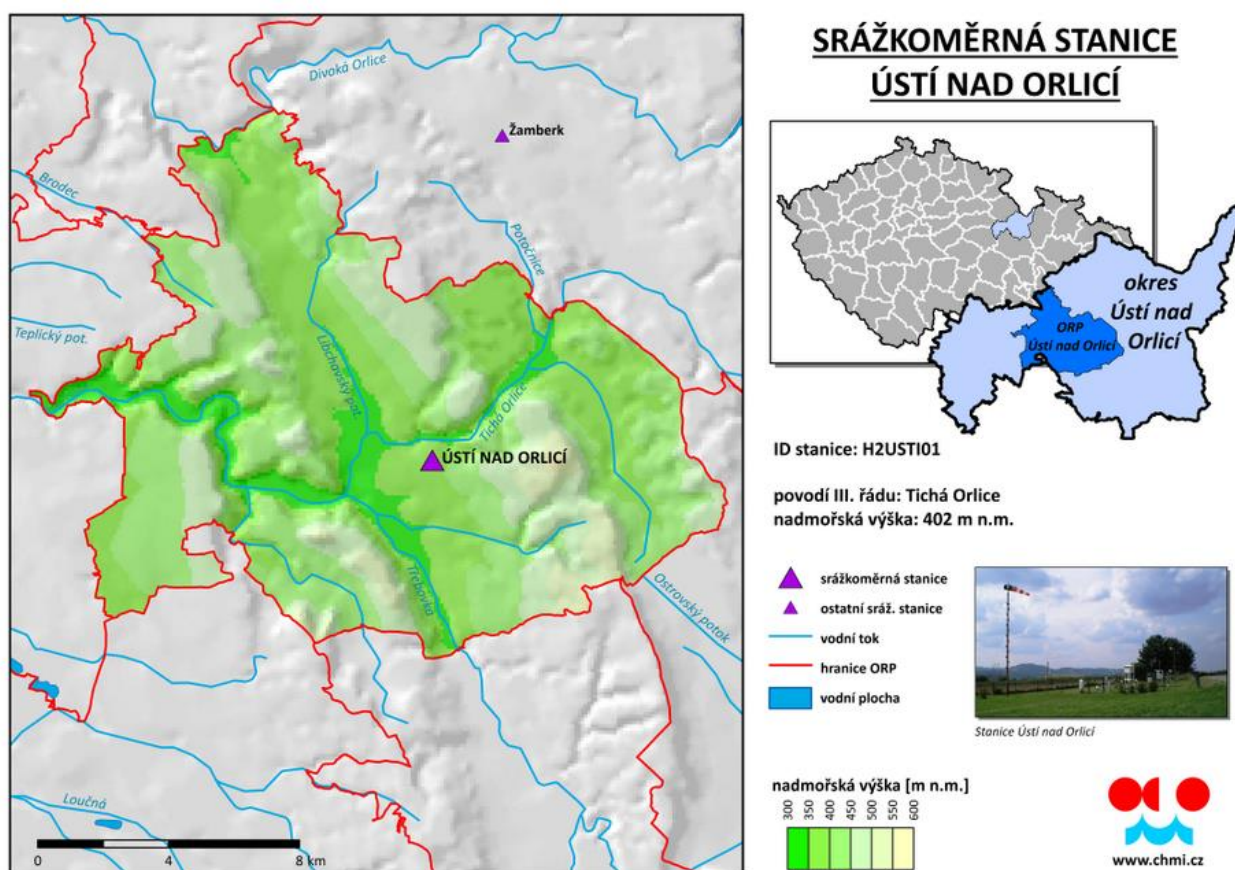 SRÁŽKOMĚRNÁ STANICE
ÚSTÍ NAD ORLICÍ
Divoká Orlice
Žamberk
Brodec
Potočnice
Teplický pot.
Libchavský pot.
Tichá Orlice
ÚSTÍ NAD ORLICÍ
Třebovka
Ostrovský potok
Loučná
0 4 8 km
okres
Ústí nad
Orlicí
ORP
Ústí nad Orlicí
ID stanice: H2USTI01
povodí III. řádu: Tichá Orlice
nadmořská výška: 402 m n.m.
srážkoměrná stanice
ostatní sráž. stanice
vodní tok
hranice ORP
vodní plocha
Stanice Ústí nad Orlicí
nadmořská výška [m n.m.]
300 350 400 450 500 550 600
www.chmi.cz